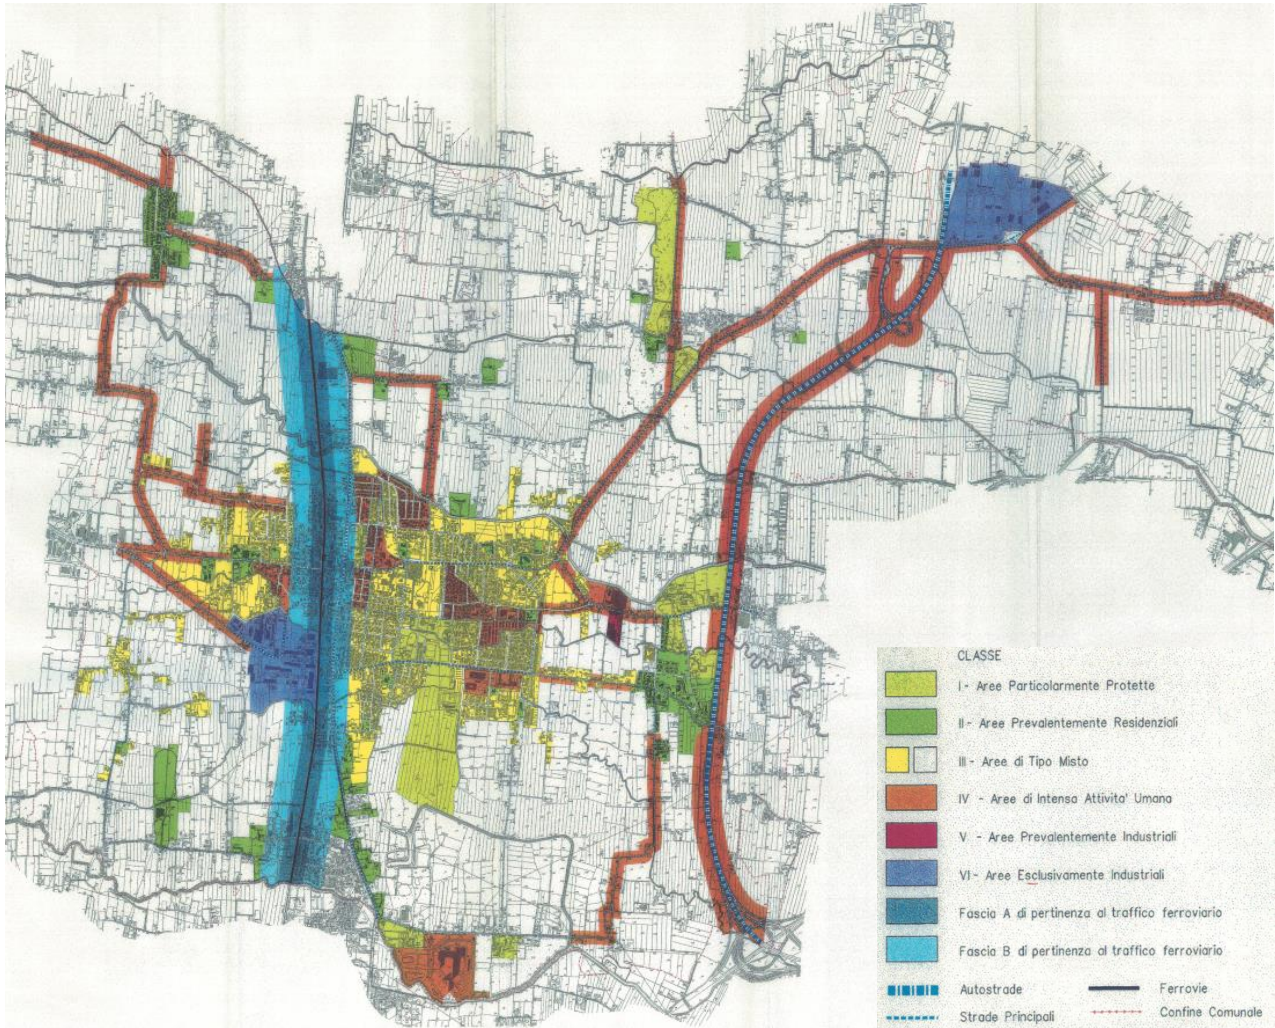 CLASSE
I - Aree Particolarmente Protette
II - Aree Prevalentemente Residenziali
III - Aree di Tipo Misto
IV - Aree di Intensa Attivita' Umana
V - Aree Prevalentemente Industriali
VI - Aree Esclusivamente Industriali
Fascia A di pertinenza al traffico ferroviario
Fascia B di pertinenza al traffico ferroviario
Autostrade
Ferrovie
Strade Principali
Confine Comunale